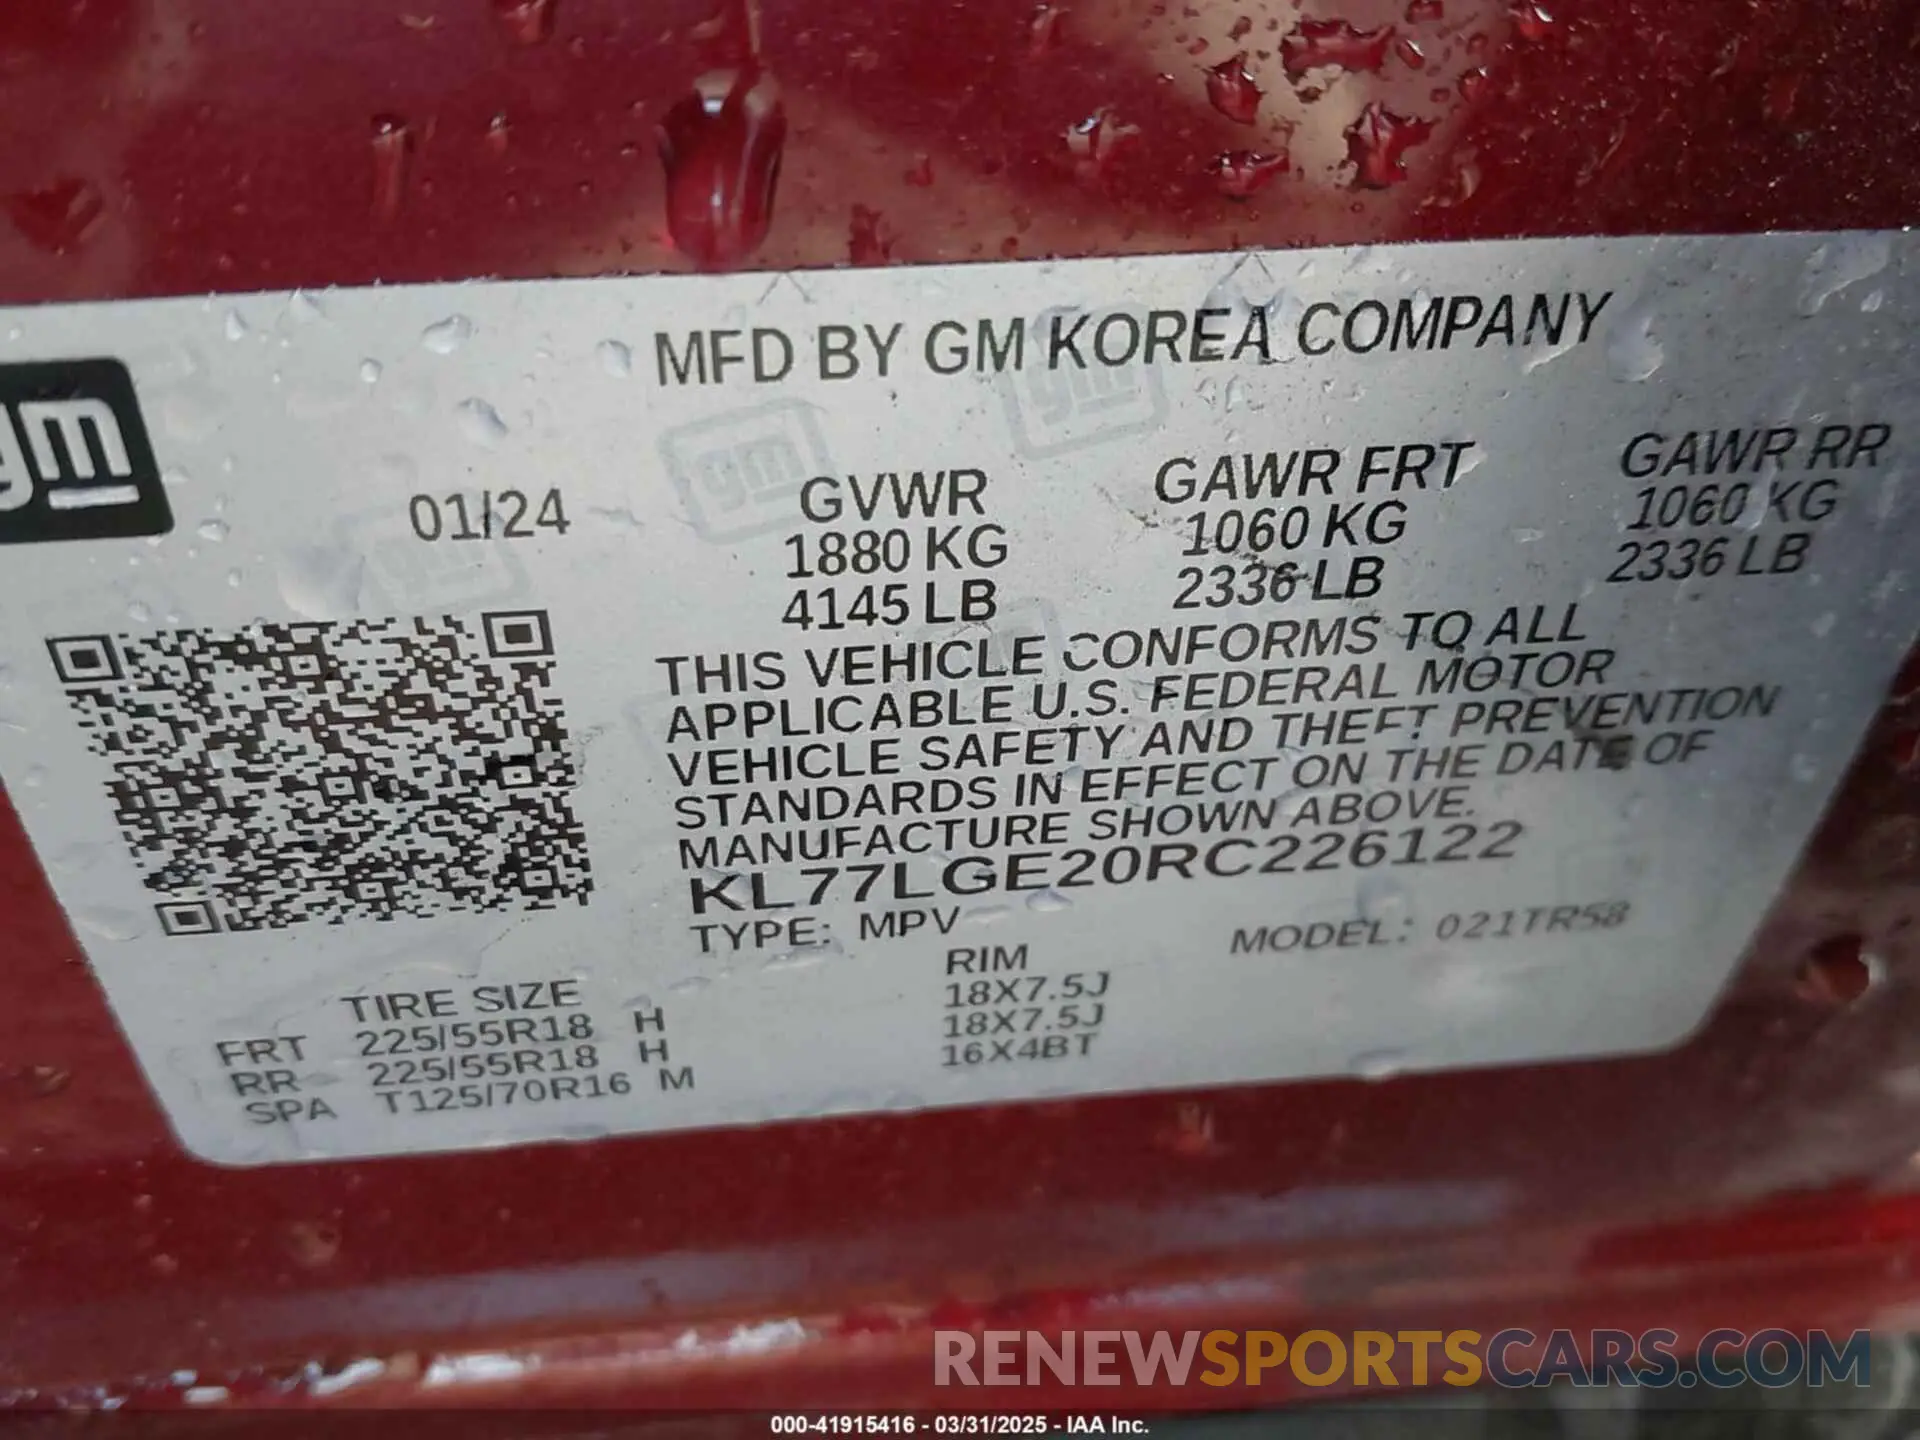 MFD BY GM KOREA COMPANY
gm
01/24
GVWR
1880 KG
4145 LB
GAWR FRT
1060 KG
2336 LB
GAWR RR
1060 KG
2336 LB
THIS VEHICLE CONFORMS TO ALL
APPLICABLE U.S. FEDERAL MOTOR
VEHICLE SAFETY AND THEFT PREVENTION
STANDARDS IN EFFECT ON THE DATE OF
MANUFACTURE SHOWN ABOVE.
KL77LGE20RC226122
TYPE: MPV
MODEL: 021TR58
TIRE SIZE RIM
FRT 225/55R18 H 18X7.5J
RR 225/55R18 H 18X7.5J
SPA T125/70R16 M 16X4BT
RENEWSPORTSCARS.COM
000-41915416 - 03/31/2025 - IAA Inc.